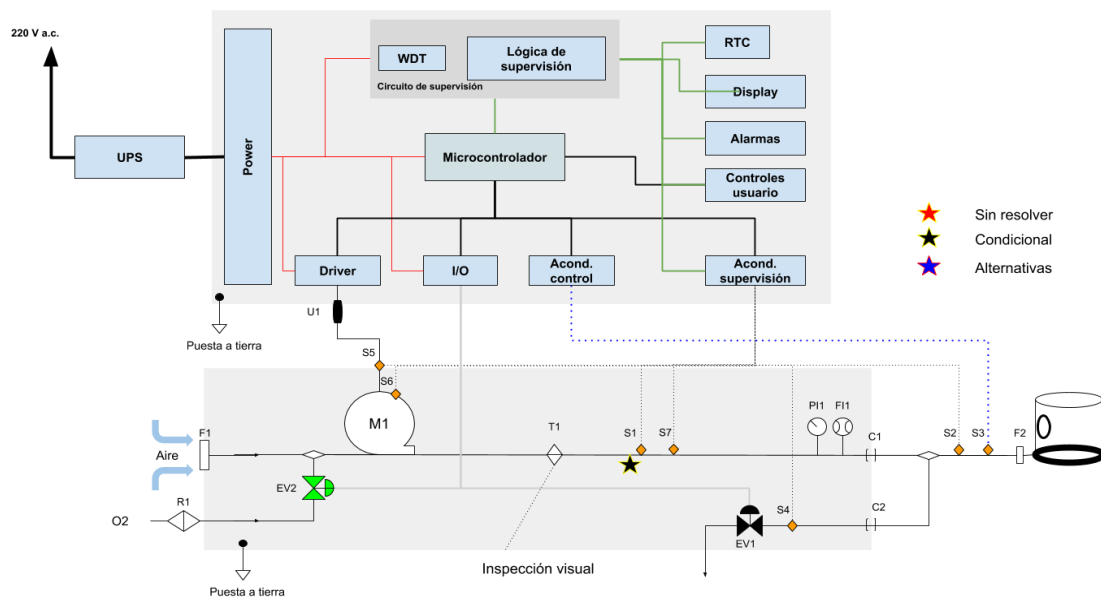 220 V a.c.
UPS
Power
WDT
Lógica de
supervisión
Circuito de supervisión
Microcontrolador
RTC
Display
Alarmas
Controles
usuario
Driver
I/O
Acond.
control
Acond.
supervisión
Sin resolver
Condicional
Alternativas
Puesta a tierra
U1
S5
S6
M1
F1
Aire
T1
S1
S7
PI1
FI1
C1
S2
S3
F2
EV2
R1
O2
S4
C2
EV1
Inspección visual
Puesta a tierra